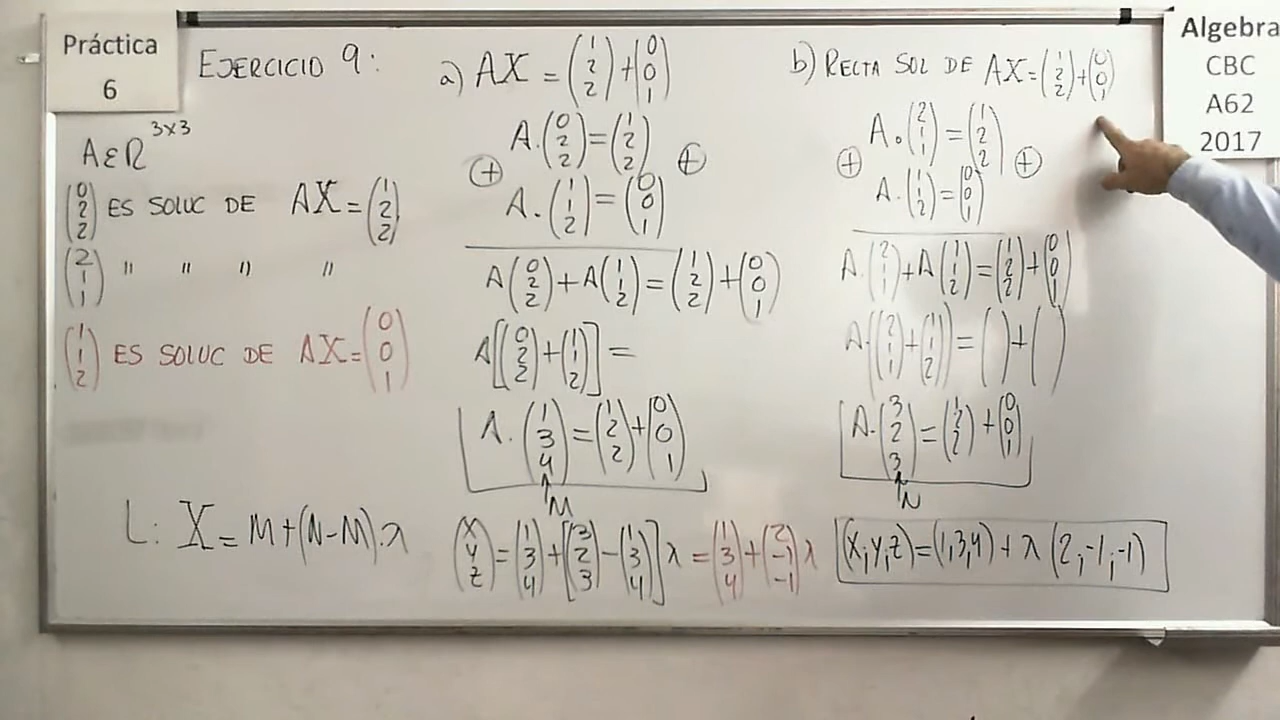 Práctica
6
EJERCICIO 9:
A∈R^{3x3}
(0 2 2) ES SOLUC DE AX=(1 2 2)
(2 1 1) " " " "
(1 1 2) ES SOLUC DE AX=(0 0 1)
L: X=M+(N-M).λ
a) AX=(1 2 2)+(0 0 1)
A.(0 2 2)=(1 2 2)
⊕ ⊕
A.(1 1 2)=(0 0 1)
A(0 2 2)+A(1 1 2)=(1 2 2)+(0 0 1)
A[(0 2 2)+(1 1 2)]=
A.(1 3 4)=(1 2 2)+(0 0 1)
↑M
(x y z)=(1 3 4)+[(3 2 3)-(1 3 4)]λ=(1 3 4)+(2 -1 -1)λ
b) RECTA SOL DE AX=(1 2 2)+(0 0 1)
A.(2 1 1)=(1 2 2)
⊕ ⊕
A.(1 1 2)=(0 0 1)
A.(2 1 1)+A(1 1 2)=(1 2 2)+(0 0 1)
A.((2 1 1)+(1 1 2))=( )+( )
A.(3 2 3)=(1 2 2)+(0 0 1)
↑N
(x,y,z)=(1,3,4)+λ(2,-1,-1)
Algebra
CBC
A62
2017